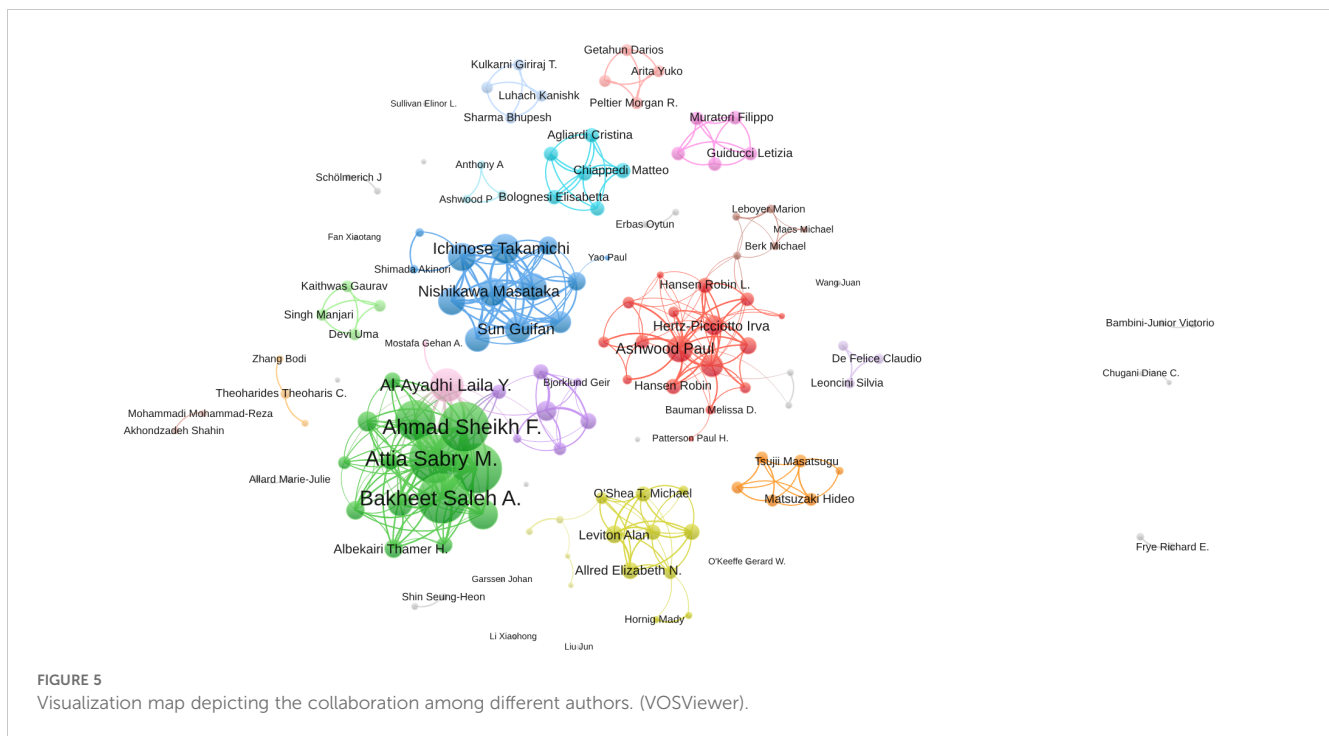 Getahun Darios
Kulkarni Giriraj T.
Arita Yuko
Luhach Kanishk
Sullivan Elinor L.
Peltier Morgan R.
Sharma Bhupesh
Muratori Filippo
Agliardi Cristina
Guiducci Letizia
Anthony A
Chiappedi Matteo
Schölmerich J
Ashwood P
Bolognesi Elisabetta
Leboyer Marion
Erbas Oytun
Maes Michael
Fan Xiaotang
Berk Michael
Ichinose Takamichi
Yao Paul
Shimada Akinori
Wang Juan
Kaithwas Gaurav
Hansen Robin L.
Nishikawa Masataka
Singh Manjari
Bambini-Junior Victorio
Hertz-Picciotto Irva
Sun Guifan
Devi Uma
Mostafa Gehan A.
Ashwood Paul
Zhang Bodi
De Felice Claudio
Chugani Diane C.
Al-Ayadhi Laila Y.
Bjorklund Geir
Leoncini Silvia
Hansen Robin
Theoharides Theoharis C.
Bauman Melissa D.
Mohammadi Mohammad-Reza
Ahmad Sheikh F.
Akhondzadeh Shahin
Patterson Paul H.
Attia Sabry M.
Tsujii Masatsugu
Allard Marie-Julie
O'Shea T. Michael
Bakheet Saleh A.
Matsuzaki Hideo
Leviton Alan
Albekairi Thamer H.
Frye Richard E.
O'Keeffe Gerard W.
Allred Elizabeth N.
Garssen Johan
Shin Seung-Heon
Hornig Mady
Li Xiaohong
Liu Jun
FIGURE 5
Visualization map depicting the collaboration among different authors. (VOSViewer).